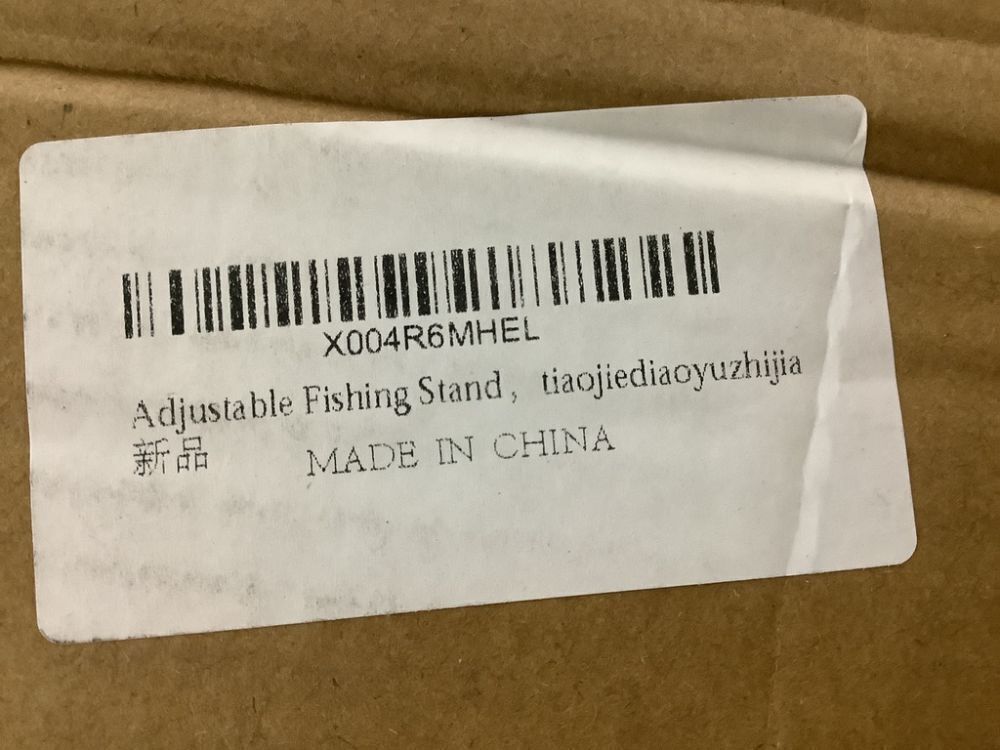 X004R6MHEL
Adjustable Fishing Stand，tiaojiediaoyuzhijia
新品 MADE IN CHINA